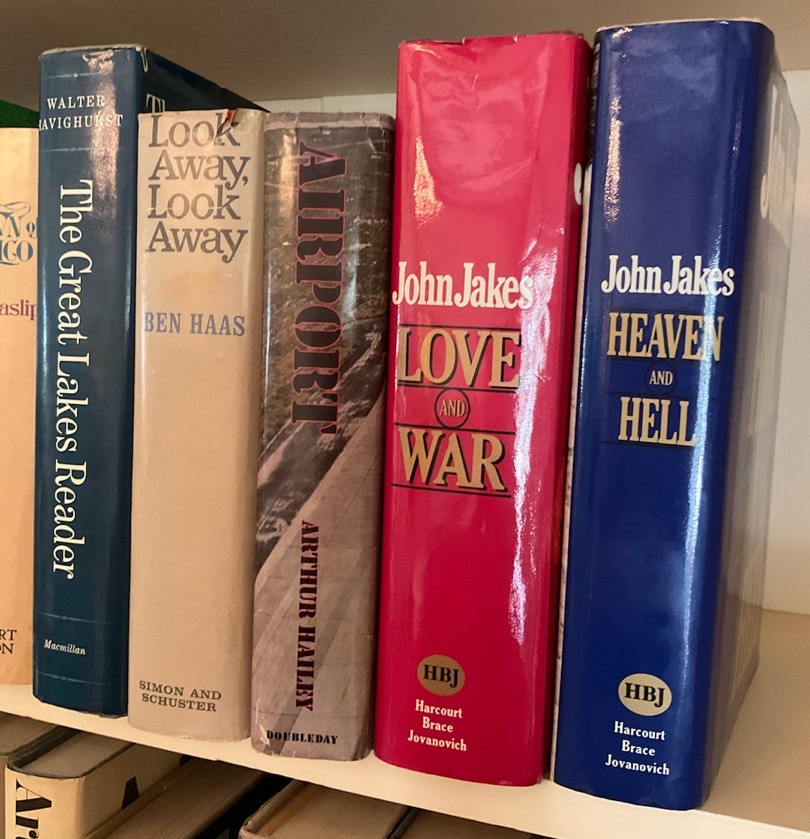 WALTER
HAVIGHURST
The Great Lakes Reader
Macmillan
Look
Away,
Look
Away
BEN HAAS
SIMON AND
SCHUSTER
AIRPORT
ARTHUR HAILEY
DOUBLEDAY
John Jakes
LOVE
AND
WAR
HBJ
Harcourt
Brace
Jovanovich
John Jakes
HEAVEN
AND
HELL
HBJ
Harcourt
Brace
Jovanovich